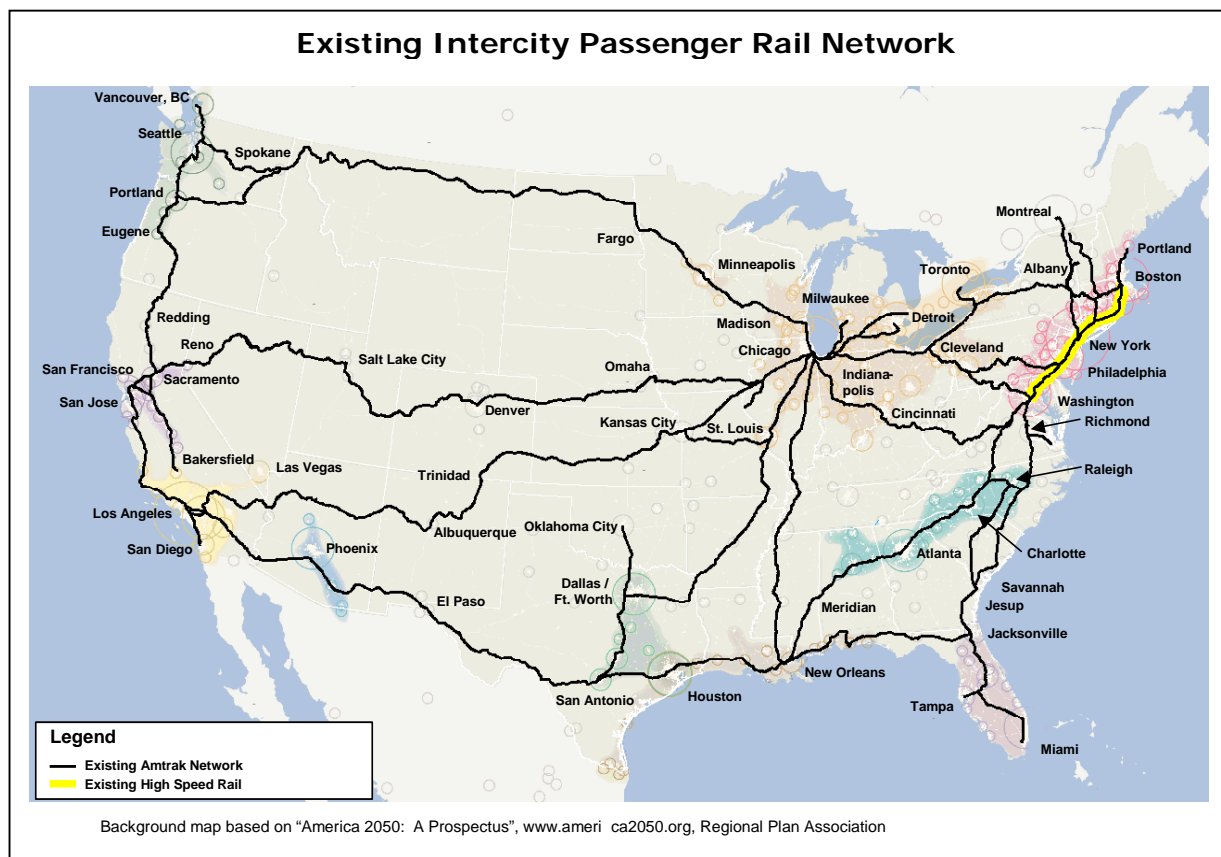 Existing Intercity Passenger Rail Network
Vancouver, BC
Seattle
Spokane
Portland
Eugene
Fargo
Minneapolis
Montreal
Portland
Toronto
Albany
Boston
Milwaukee
Detroit
Madison
Redding
Reno
Salt Lake City
Chicago
Cleveland
New York
San Francisco
Sacramento
Omaha
Indiana-
polis
Philadelphia
San Jose
Denver
Cincinnati
Washington
Kansas City
St. Louis
Richmond
Bakersfield
Las Vegas
Trinidad
Raleigh
Los Angeles
Albuquerque
Oklahoma City
San Diego
Phoenix
Atlanta
Charlotte
Dallas /
Ft. Worth
El Paso
Meridian
Savannah
Jesup
Jacksonville
New Orleans
San Antonio
Houston
Tampa
Miami
Legend
Existing Amtrak Network
Existing High Speed Rail
Background map based on “America 2050: A Prospectus”, www.ameri ca2050.org, Regional Plan Association